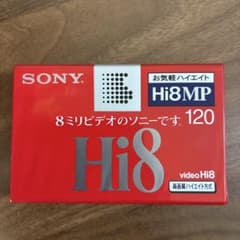 SONY
お気軽ハイエイト
Hi8MP
8ミリビデオのソニーです。
120
Hi8
video Hi8
高画質ハイエイト方式